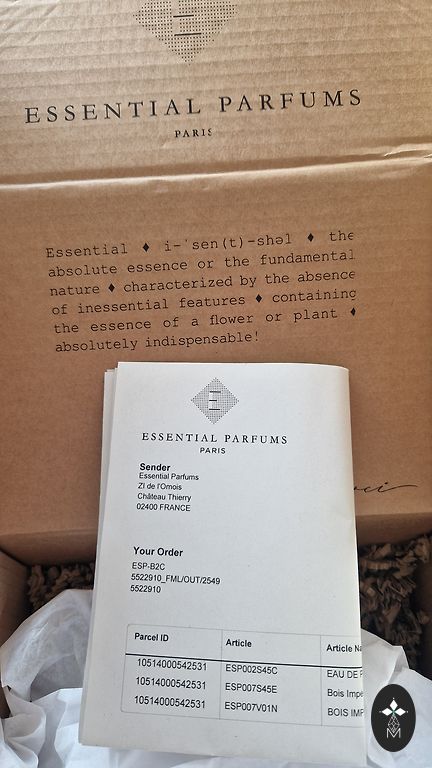 ESSENTIAL PARFUMS
PARIS
Essential ♦ i-ˈsen(t)-shəl ♦ the
absolute essence or the fundamental
nature ♦ characterized by the absence
of inessential features ♦ containing
the essence of a flower or plant ♦
absolutely indispensable!
E
ESSENTIAL PARFUMS
PARIS
Sender
Essential Parfums
ZI de l'Omois
Château Thierry
02400 FRANCE
Your Order
ESP-B2C
5522910_FML/OUT/2549
5522910
Parcel ID Article Article Na
10514000542531 ESP002S45C EAU DE P
10514000542531 ESP007S45E Bois Impé
10514000542531 ESP007V01N BOIS IMP
M